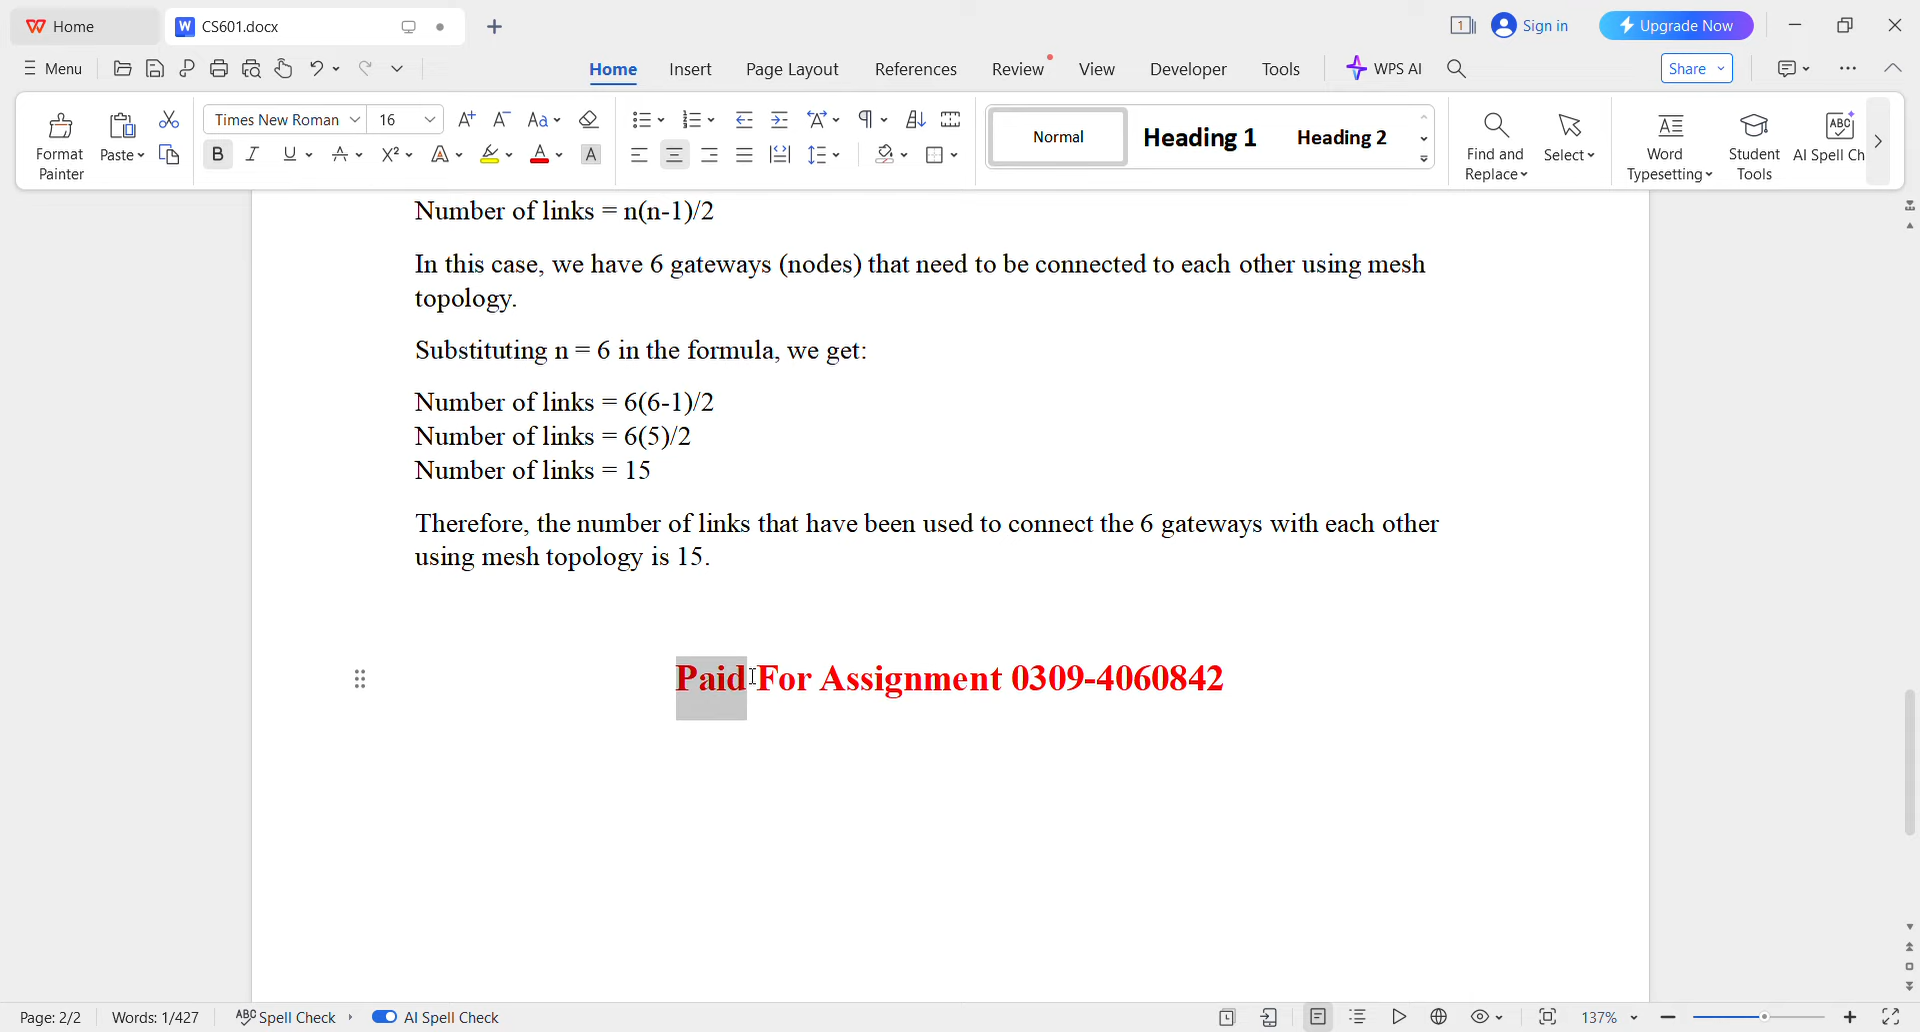 Home
CS601.docx
1
Sign in
Upgrade Now
Menu
Home
Insert
Page Layout
References
Review
View
Developer
Tools
WPS AI
Share
Format
Painter
Paste
Times New Roman
16
Normal
Heading 1
Heading 2
Find and
Replace
Select
Word
Typesetting
Student
Tools
AI Spell Ch
Number of links = n(n-1)/2
In this case, we have 6 gateways (nodes) that need to be connected to each other using mesh
topology.
Substituting n = 6 in the formula, we get:
Number of links = 6(6-1)/2
Number of links = 6(5)/2
Number of links = 15
Therefore, the number of links that have been used to connect the 6 gateways with each other
using mesh topology is 15.
Paid For Assignment 0309-4060842
Page: 2/2
Words: 1/427
Spell Check
AI Spell Check
137%